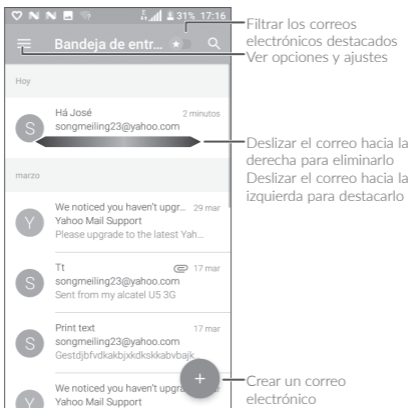 31% 17:16
Bandeja de entr...
Filtrar los correos
electrónicos destacados
Ver opciones y ajustes
Hoy
Há José 2 minutos
songmeiling23@yahoo.com
S
Deslizar el correo hacia la
derecha para eliminarlo
Deslizar el correo hacia la
izquierda para destacarlo
marzo
We noticed you haven't upgr... 29 mar
Yahoo Mail Support
Please upgrade to the latest Yah...
Y
Tt 17 mar
songmeiling23@yahoo.com
Sent from my alcatel U5 3G
S
Print text 17 mar
songmeiling23@yahoo.com
Gestdjbfvdkakbjxkdkskkabvbajk
S
We noticed you haven't upgra
Yahoo Mail Support
Y
Crear un correo
electrónico